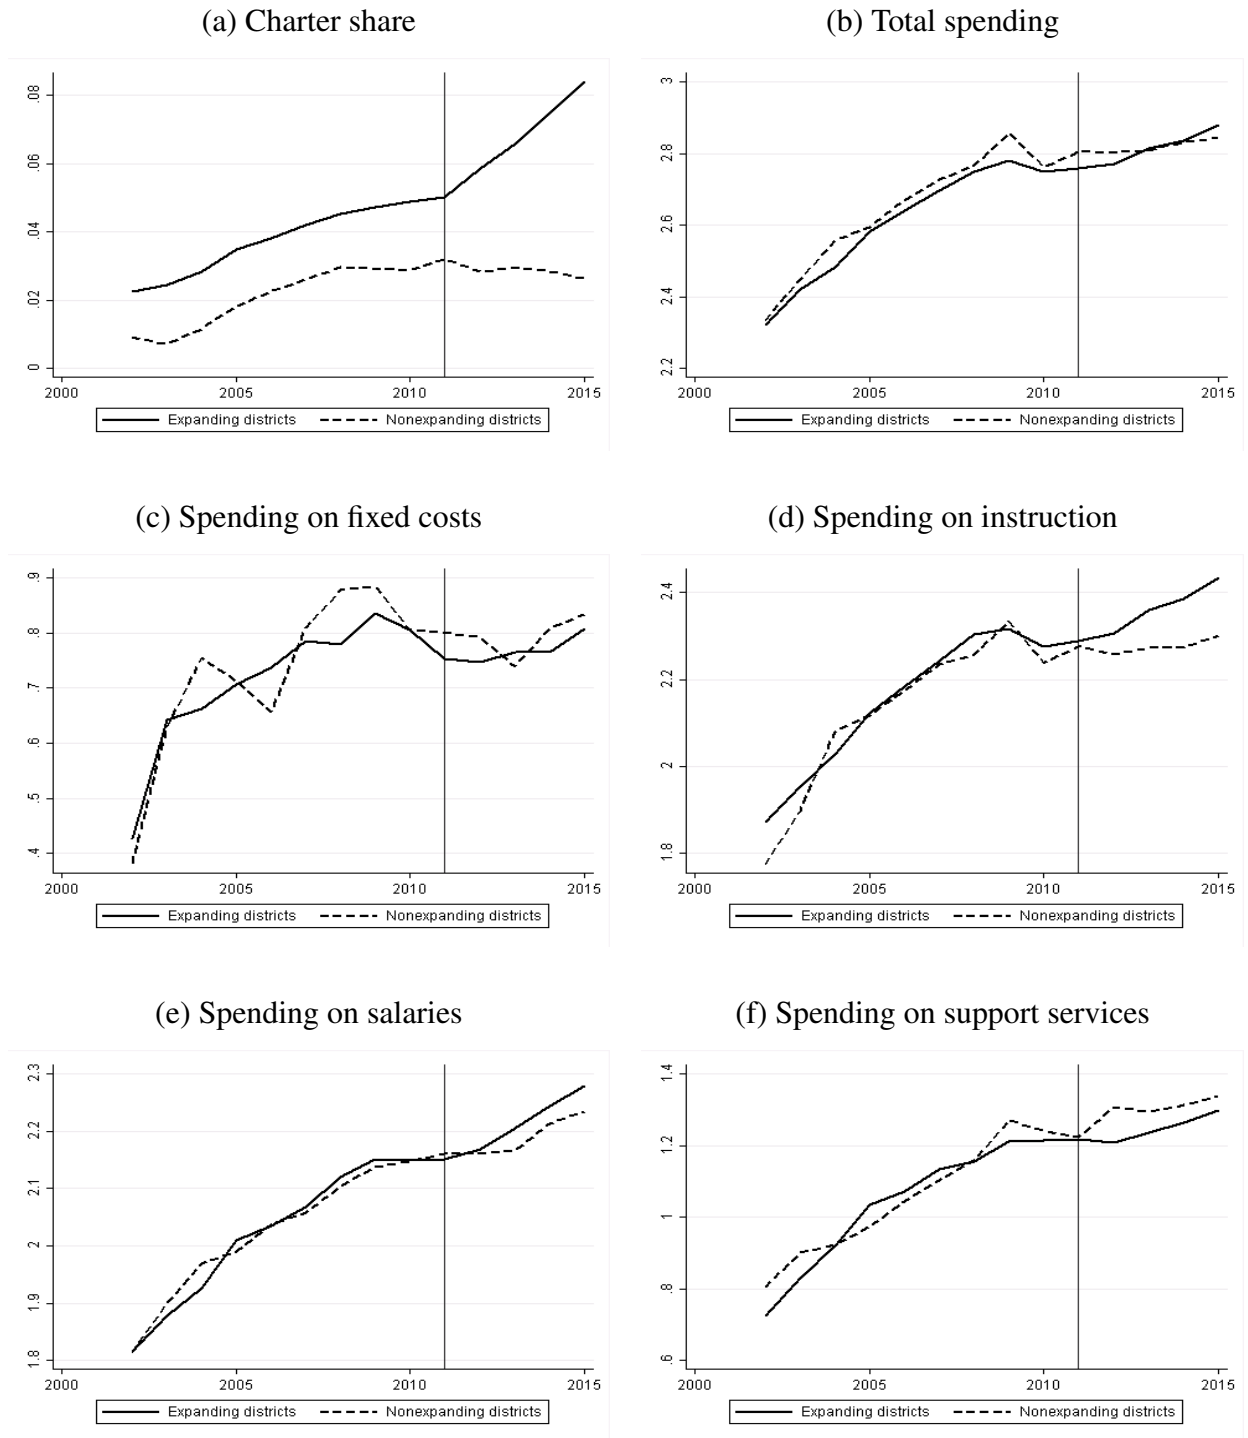 (a) Charter share
.08
.06
.04
.02
0
2000 2005 2010 2015
Expanding districts Nonexpanding districts
(b) Total spending
3
2.8
2.6
2.4
2.2
2000 2005 2010 2015
Expanding districts Nonexpanding districts
(c) Spending on fixed costs
.9
.8
.7
.6
.5
.4
2000 2005 2010 2015
Expanding districts Nonexpanding districts
(d) Spending on instruction
2.4
2.2
2
1.8
2000 2005 2010 2015
Expanding districts Nonexpanding districts
(e) Spending on salaries
2.3
2.2
2.1
2
1.9
1.8
2000 2005 2010 2015
Expanding districts Nonexpanding districts
(f) Spending on support services
1.4
1.2
1
.8
.6
2000 2005 2010 2015
Expanding districts Nonexpanding districts